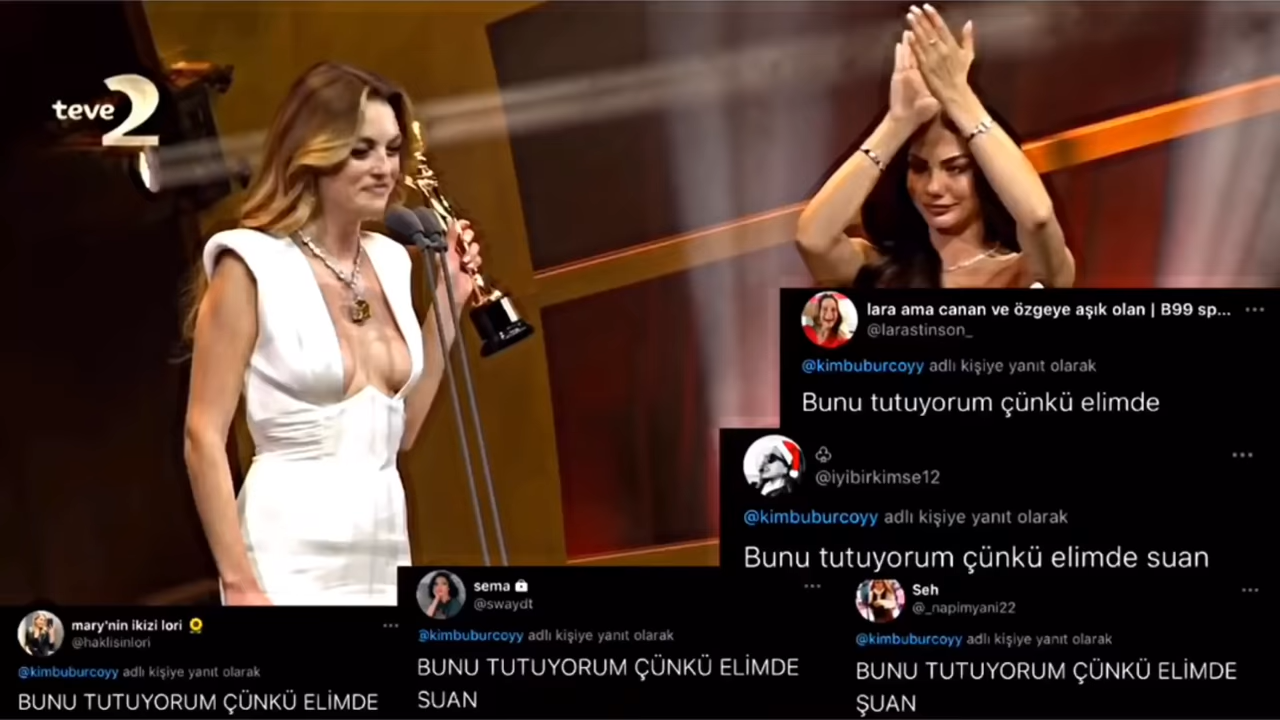 teve2
lara ama canan ve özgeye aşık olan | B99 sp...
@larastinson_
@kimbuburcoyy adlı kişiye yanıt olarak
Bunu tutuyorum çünkü elimde
@iyibirkimse12
@kimbuburcoyy adlı kişiye yanıt olarak
Bunu tutuyorum çünkü elimde suan
mary'nin ikizi lori
@haklisinlori
@kimbuburcoyy adlı kişiye yanıt olarak
BUNU TUTUYORUM ÇÜNKÜ ELİMDE
sema
@swaydt
@kimbuburcoyy adlı kişiye yanıt olarak
BUNU TUTUYORUM ÇÜNKÜ ELİMDE
SUAN
Seh
@_napimyani22
@kimbuburcoyy adlı kişiye yanıt olarak
BUNU TUTUYORUM ÇÜNKÜ ELİMDE
ŞUAN